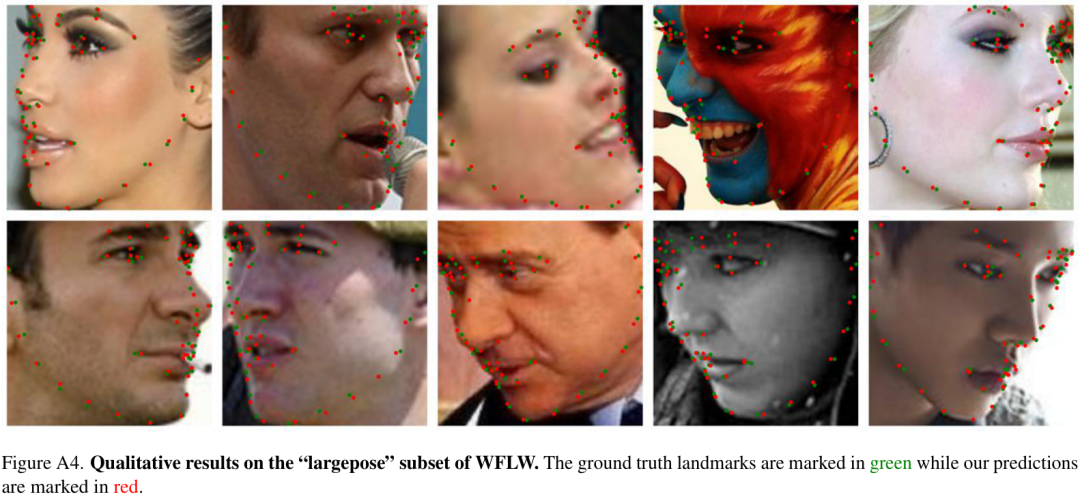 Figure A4. Qualitative results on the “largepose” subset of WFLW. The ground truth landmarks are marked in green while our predictions
are marked in red.